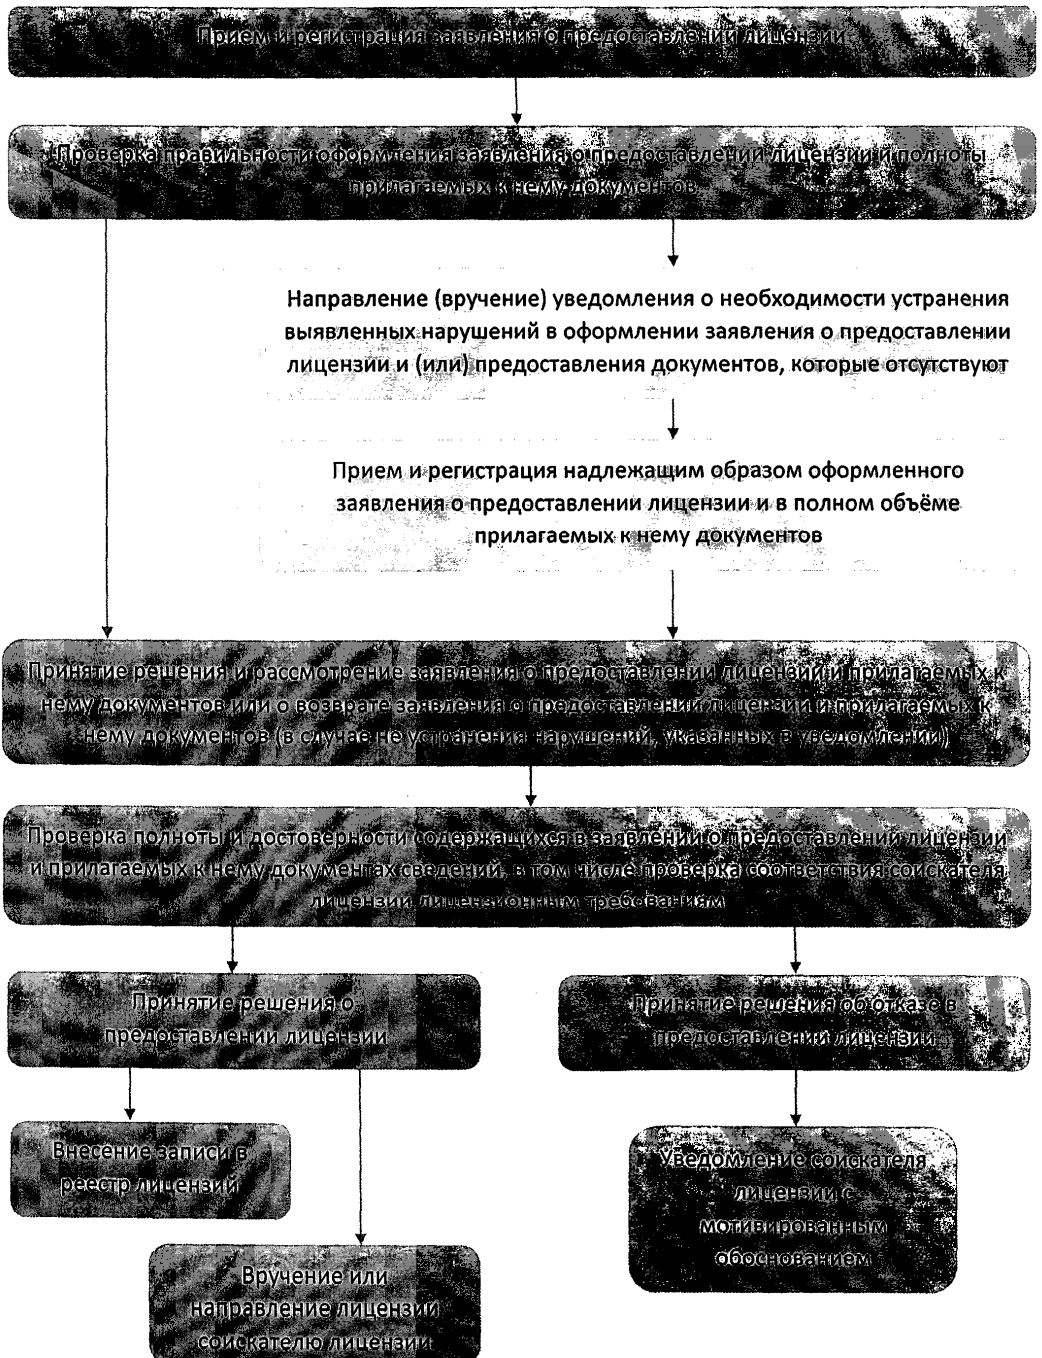 Прием и регистрация заявления о предоставлении лицензии
Проверка правильности оформления заявления о предоставлении лицензии и полноты
прилагаемых к нему документов
Направление (вручение) уведомления о необходимости устранения
выявленных нарушений в оформлении заявления о предоставлении
лицензии и (или) предоставления документов, которые отсутствуют
Прием и регистрация надлежащим образом оформленного
заявления о предоставлении лицензии и в полном объёме
прилагаемых к нему документов
Принятие решения и рассмотрение заявления о предоставлении лицензии и прилагаемых к
нему документов или о возврате заявления о предоставлении лицензии и прилагаемых к
нему документов (в случае не устранения нарушений, указанных в уведомлении)
Проверка полноты и достоверности содержащихся в заявлении о предоставлении лицензии
и прилагаемых к нему документах сведений, в том числе проверка соответствия соискателя
лицензии лицензионным требованиям
Принятие решения о
предоставлении лицензии
Принятие решения об отказе в
предоставлении лицензии
Внесение записи в
реестр лицензий
Уведомление соискателя
лицензии с
мотивированным
обоснованием
Вручение или
направление лицензии
соискателю лицензии